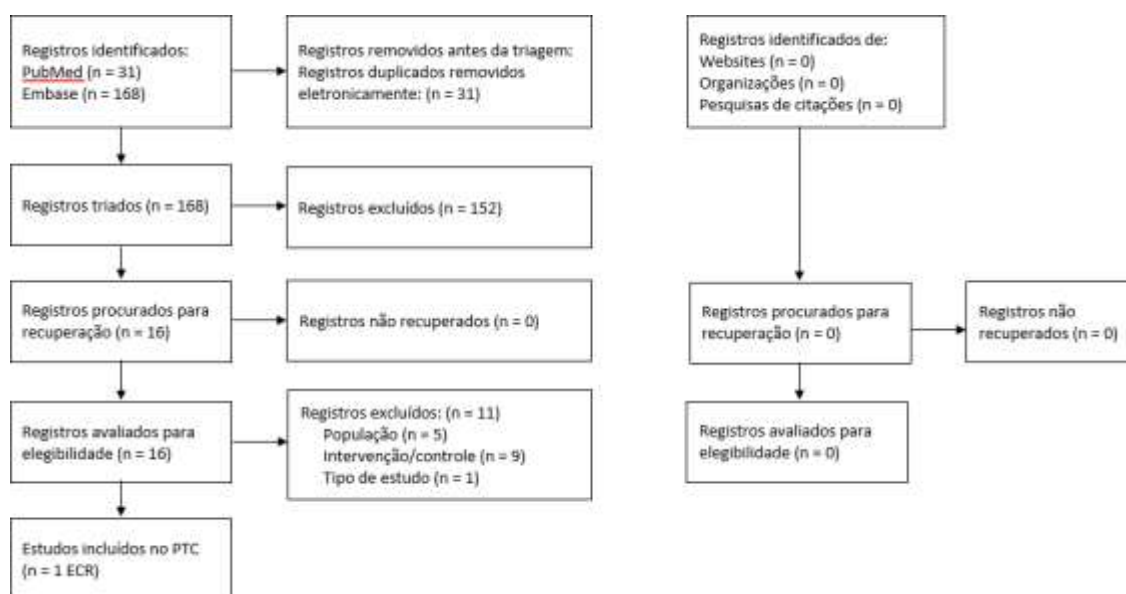 Registros identificados:
PubMed (n = 31)
Embase (n = 168)
Registros removidos antes da triagem:
Registros duplicados removidos
eletronicamente: (n = 31)
Registros identificados de:
Websites (n = 0)
Organizações (n = 0)
Pesquisas de citações (n = 0)
Registros triados (n = 168)
Registros excluídos (n = 152)
Registros procurados para
recuperação (n = 16)
Registros não recuperados (n = 0)
Registros procurados para
recuperação (n = 0)
Registros não
recuperados (n = 0)
Registros avaliados para
elegibilidade (n = 16)
Registros excluídos: (n = 11)
População (n = 5)
Intervenção/controle (n = 9)
Tipo de estudo (n = 1)
Registros avaliados para
elegibilidade (n = 0)
Estudos incluídos no PTC
(n = 1 ECR)